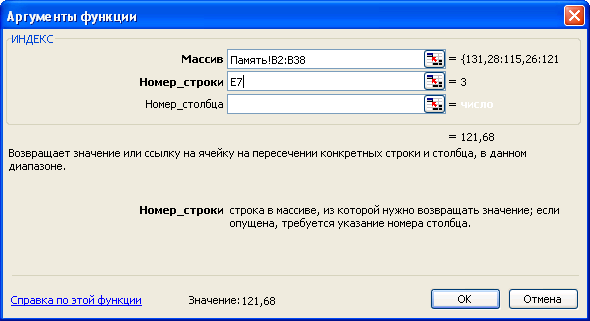 Аргументы функции
ИНДЕКС
Массив Память!B2:B38 = {131,28:115,26:121
Номер_строки E7 = 3
Номер_столбца = число
= 121,68
Возвращает значение или ссылку на ячейку на пересечении конкретных строки и столбца, в данном
диапазоне.
Номер_строки строка в массиве, из которой нужно возвращать значение; если
опущена, требуется указание номера столбца.
Справка по этой функции Значение:121,68 OK Отмена